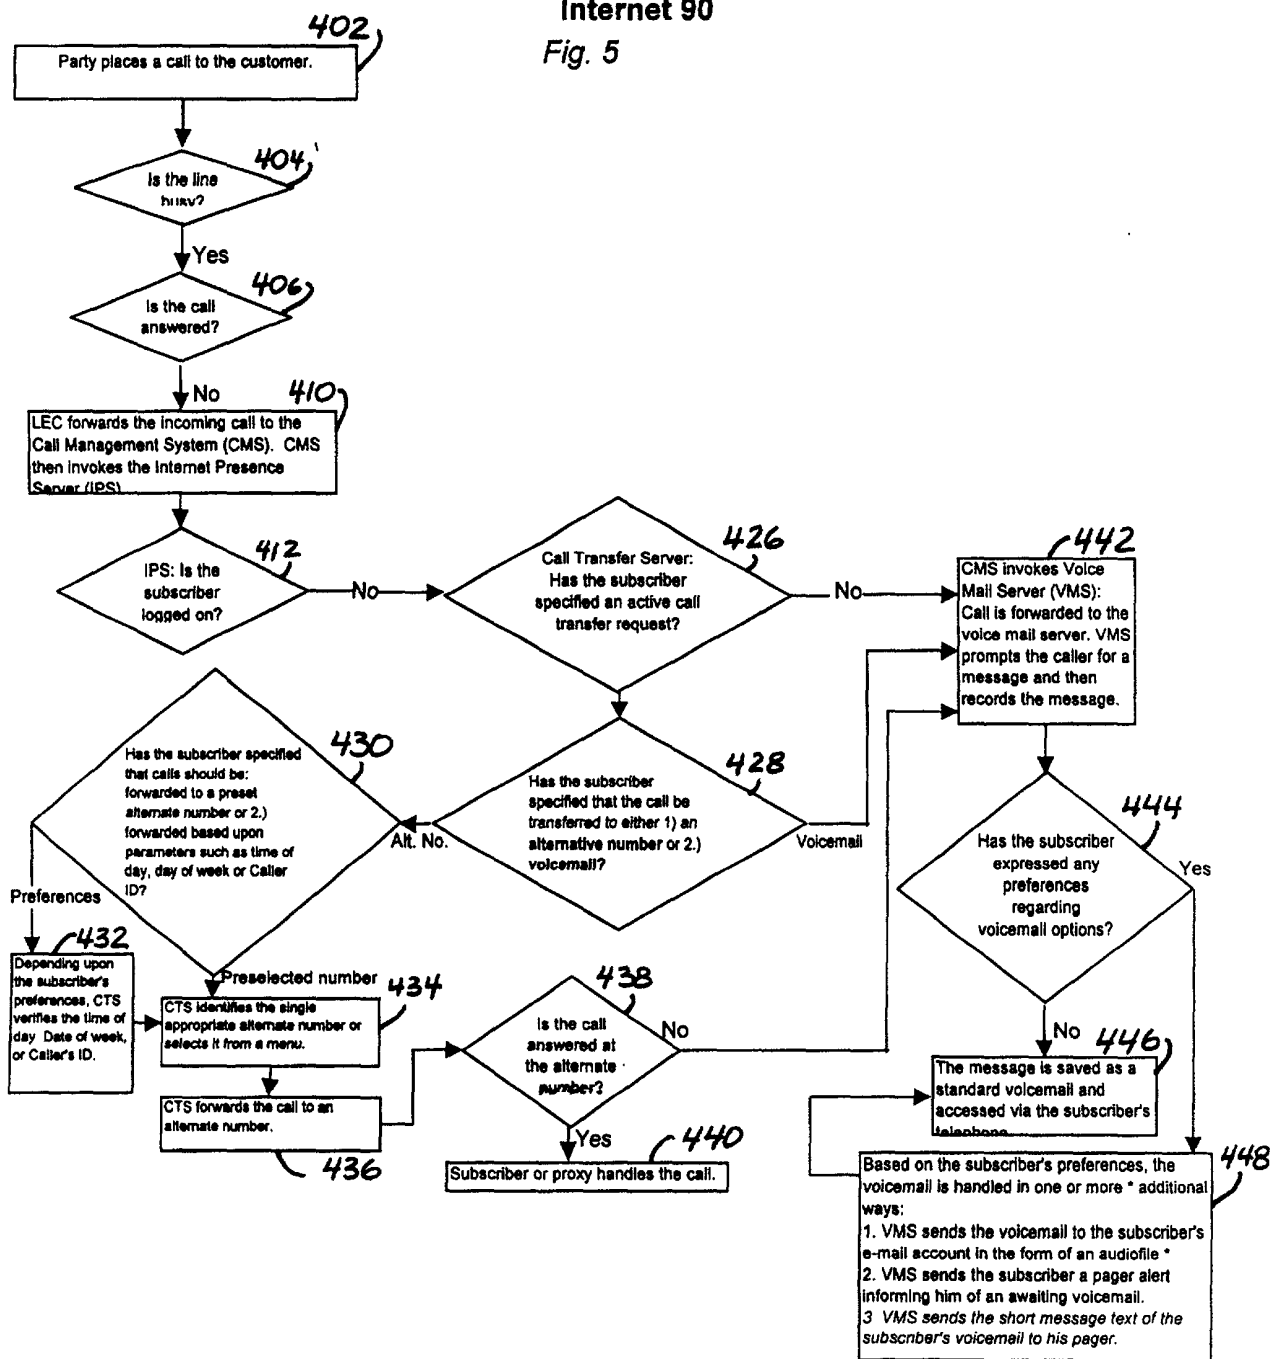 Internet 90
Fig. 5
402
Party places a call to the customer.
404
Is the line
busy?
Yes
406
Is the call
answered?
No
410
LEC forwards the incoming call to the
Call Management System (CMS). CMS
then invokes the Internet Presence
Server (IPS)
412
IPS: Is the
subscriber
logged on?
No
426
Call Transfer Server:
Has the subscriber
specified an active call
transfer request?
No
442
CMS invokes Voice
Mail Server (VMS):
Call is forwarded to the
voice mail server. VMS
prompts the caller for a
message and then
records the message.
430
Has the subscriber specified
that calls should be:
forwarded to a preset
alternate number or 2.)
forwarded based upon
parameters such as time of
day, day of week or Caller
ID?
Alt. No.
428
Has the subscriber
specified that the call be
transferred to either 1) an
alternative number or 2.)
voicemail?
Voicemail
444
Has the subscriber
expressed any
preferences
regarding
voicemail options?
Yes
Preferences
432
Depending upon
the subscriber's
preferences, CTS
verifies the time of
day Date of week,
or Caller's ID.
Preselected number
434
CTS identifies the single
appropriate alternate number or
selects it from a menu.
CTS forwards the call to an
alternate number.
436
438
Is the call
answered at
the alternate
number?
No
Yes
440
Subscriber or proxy handles the call.
No
446
The message is saved as a
standard voicemail and
accessed via the subscriber's
telephone
448
Based on the subscriber's preferences, the
voicemail is handled in one or more * additional
ways:
1. VMS sends the voicemail to the subscriber's
e-mail account in the form of an audiofile *
2. VMS sends the subscriber a pager alert
informing him of an awaiting voicemail.
3 VMS sends the short message text of the
subscriber's voicemail to his pager.